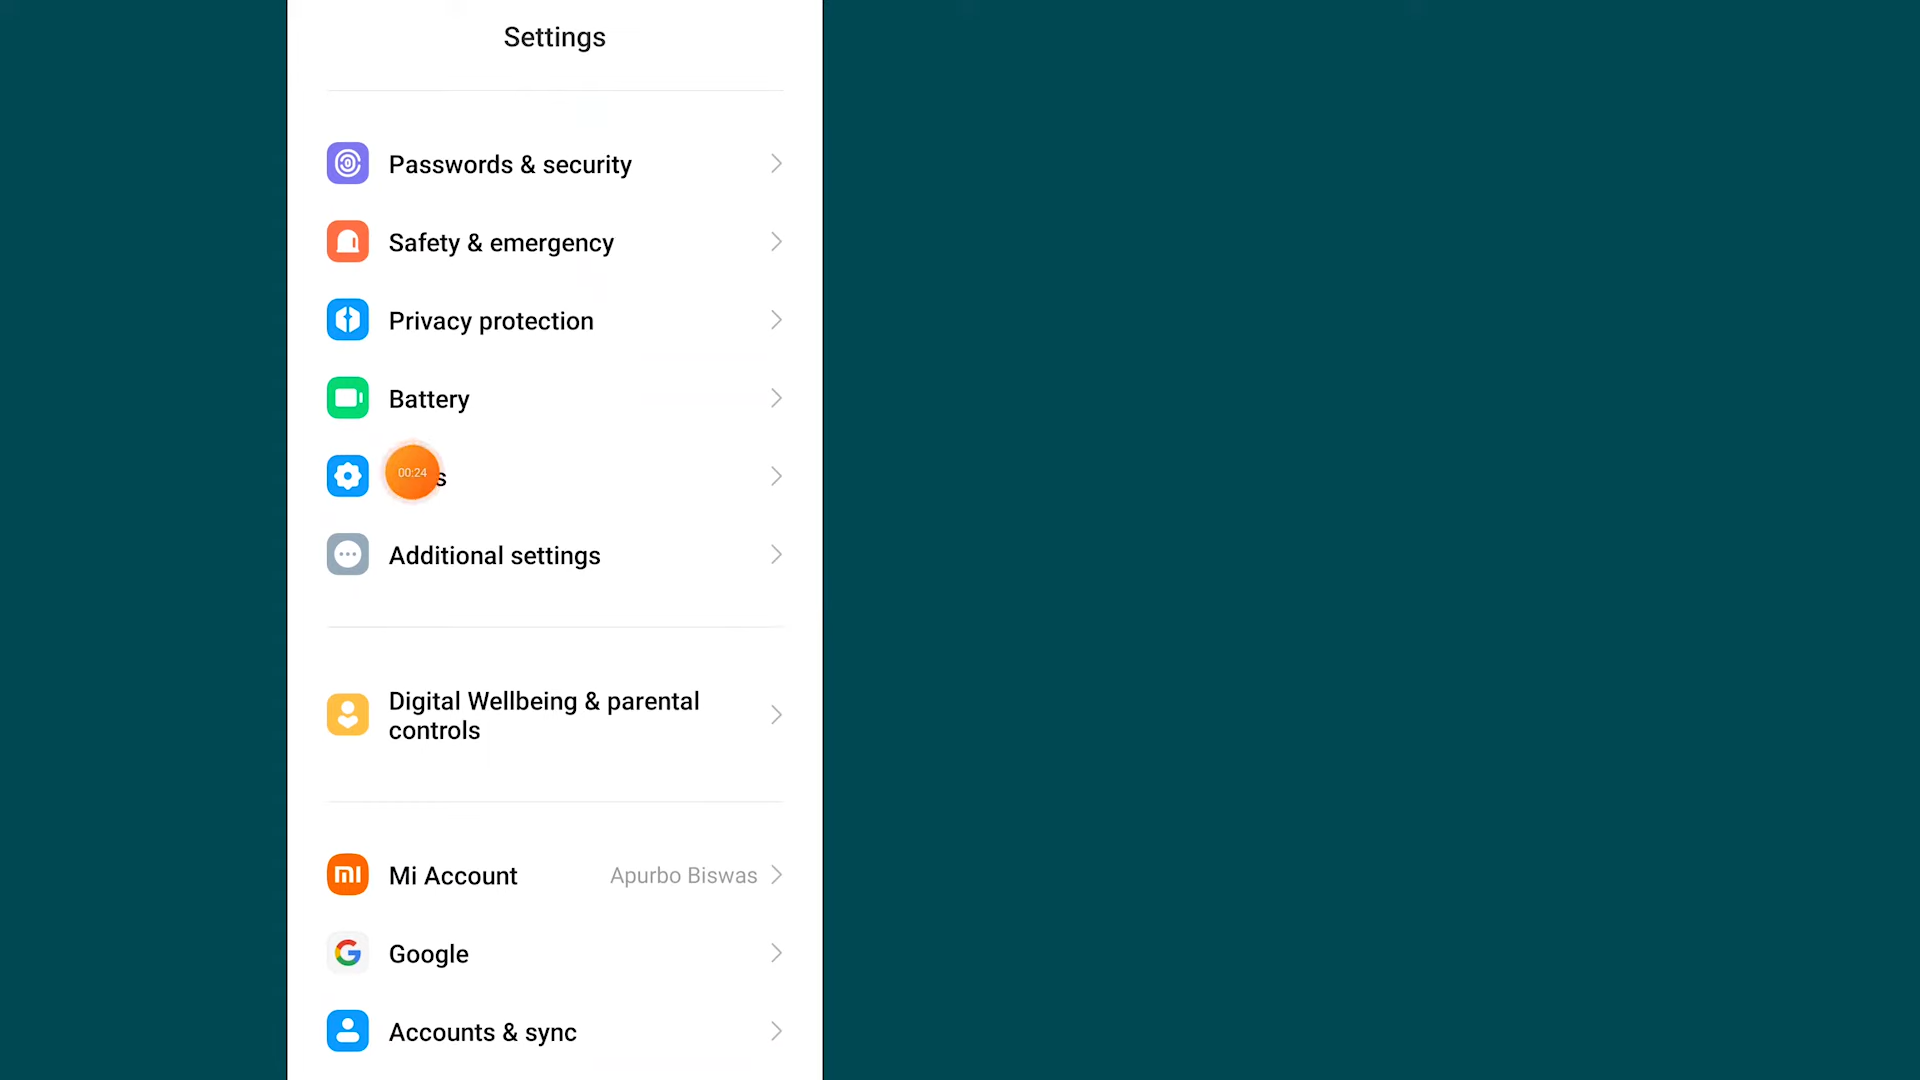 Settings
Passwords & security
Safety & emergency
Privacy protection
Battery
00:24
Additional settings
Digital Wellbeing & parental
controls
Mi Account
Apurbo Biswas
Google
Accounts & sync